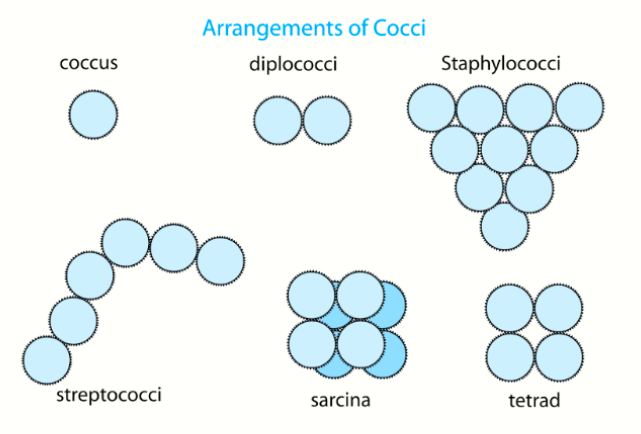 Arrangements of Cocci
coccus
diplococci
Staphylococci
streptococci
sarcina
tetrad